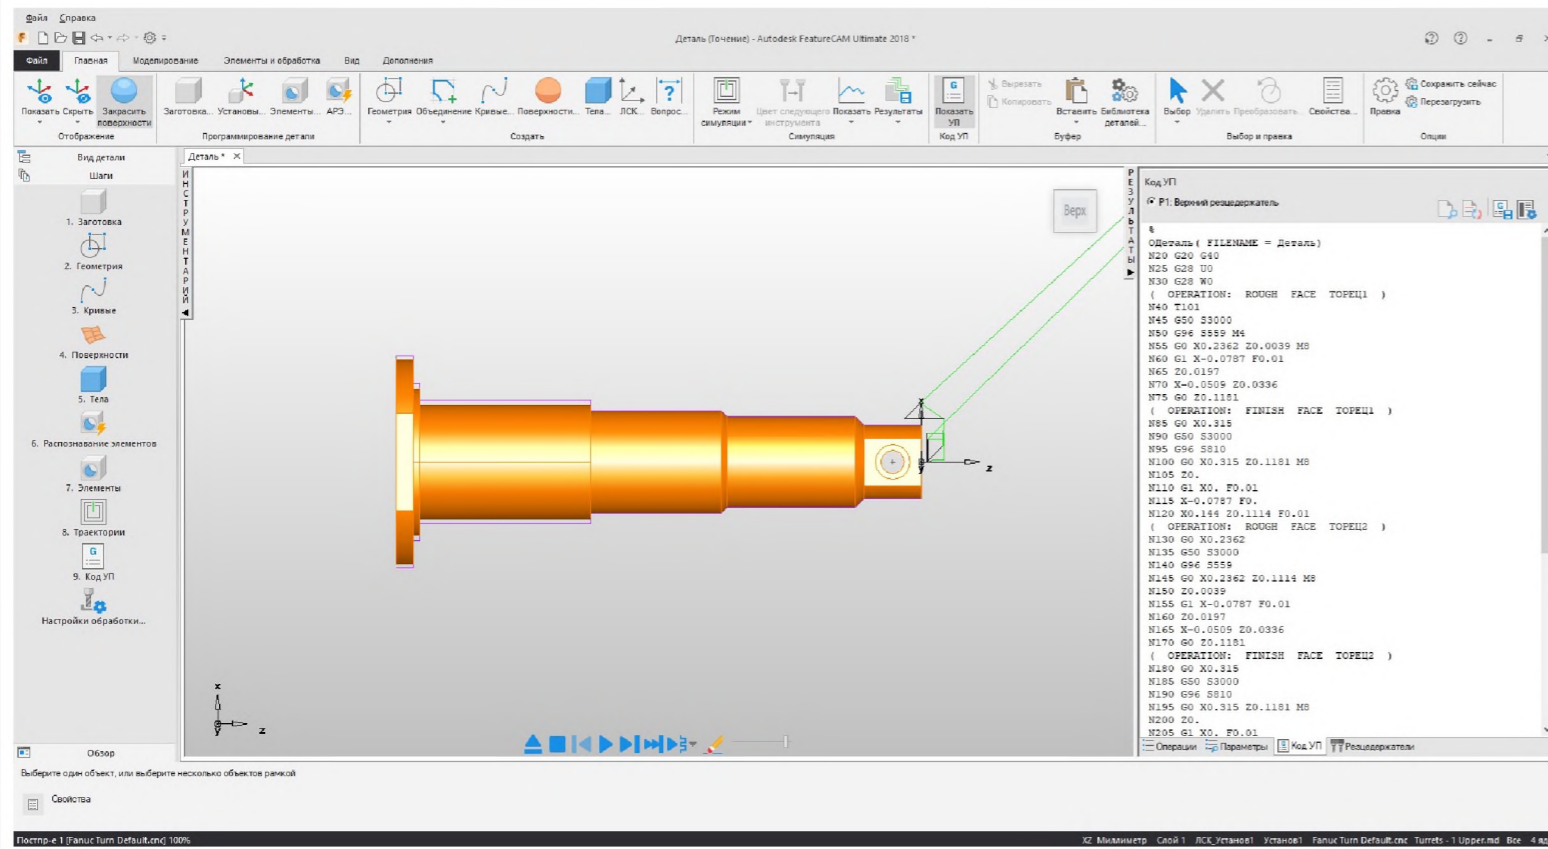 Файл Справка
Деталь (Точение) - Autodesk FeatureCAM Ultimate 2018 *
Файл Главная Моделирование Элементы и обработка Вид Дополнения
Показать Скрыть Закрасить поверхности
Отображение
Заготовка... Установы... Элементы... АРЭ...
Программирование детали
Геометрия Объединение Кривые... Поверхности... Тела... ЛСК... Вопрос...
Создать
Режим симуляции Цвет следующего инструмента Показать Результаты
Симуляция
Показать УП
Код УП
Вырезать
Копировать
Вставить Библиотека деталей...
Буфер
Выбор Удалить Преобразовать... Свойства...
Выбор и правка
Правка
Сохранить сейчас
Перезагрузить
Опции
Вид детали
Шаги
1. Заготовка
2. Геометрия
3. Кривые
4. Поверхности
5. Тела
6. Распознавание элементов
7. Элементы
8. Траектории
9. Код УП
Настройки обработки...
Обзор
Деталь *
ИНСТРУМЕНТАРИЙ
Верх
x
z
y
x
z
y
РЕЗУЛЬТАТЫ
Код УП
P1: Верхний резцедержатель
%
OДеталь( FILENAME = Деталь)
N20 G20 G40
N25 G28 U0
N30 G28 W0
( OPERATION: ROUGH FACE ТОРЕЦ1 )
N40 T101
N45 G50 S3000
N50 G96 S559 M4
N55 G0 X0.2362 Z0.0039 M8
N60 G1 X-0.0787 F0.01
N65 Z0.0197
N70 X-0.0509 Z0.0336
N75 G0 Z0.1181
( OPERATION: FINISH FACE ТОРЕЦ1 )
N85 G0 X0.315
N90 G50 S3000
N95 G96 S810
N100 G0 X0.315 Z0.1181 M8
N105 Z0.
N110 G1 X0. F0.01
N115 X-0.0787 F0.
N120 X0.144 Z0.1114 F0.01
( OPERATION: ROUGH FACE ТОРЕЦ2 )
N130 G0 X0.2362
N135 G50 S3000
N140 G96 S559
N145 G0 X0.2362 Z0.1114 M8
N150 Z0.0039
N155 G1 X-0.0787 F0.01
N160 Z0.0197
N165 X-0.0509 Z0.0336
N170 G0 Z0.1181
( OPERATION: FINISH FACE ТОРЕЦ2 )
N180 G0 X0.315
N185 G50 S3000
N190 G96 S810
N195 G0 X0.315 Z0.1181 M8
N200 Z0.
N205 G1 X0. F0.01
Операции Параметры Код УП Резцедержатели
Выберите один объект, или выберите несколько объектов рамкой
Свойства
Постпр-е 1 [Fanuc Turn Default.cnc] 100%
XZ Миллиметр Слой 1 ЛСК_Установ1 Установ1 Fanuc Turn Default.cnc Turrets - 1 Upper.md Все